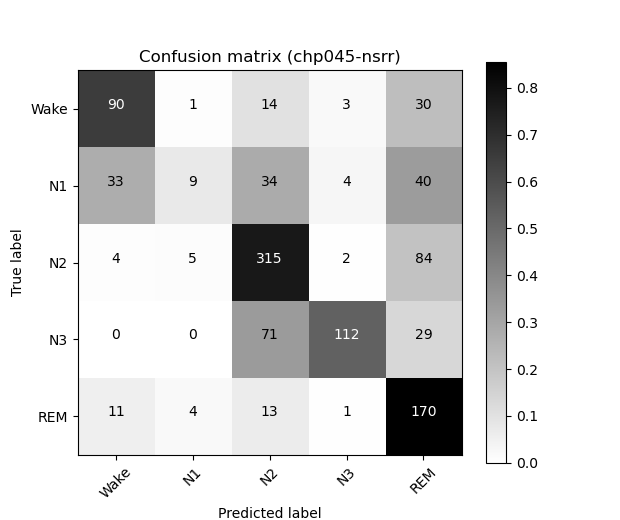 Confusion matrix (chp045-nsrr)
Wake 90 1 14 3 30
N1 33 9 34 4 40
N2 4 5 315 2 84
N3 0 0 71 112 29
REM 11 4 13 1 170
Wake N1 N2 N3 REM
Predicted label
True label
0.8
0.7
0.6
0.5
0.4
0.3
0.2
0.1
0.0